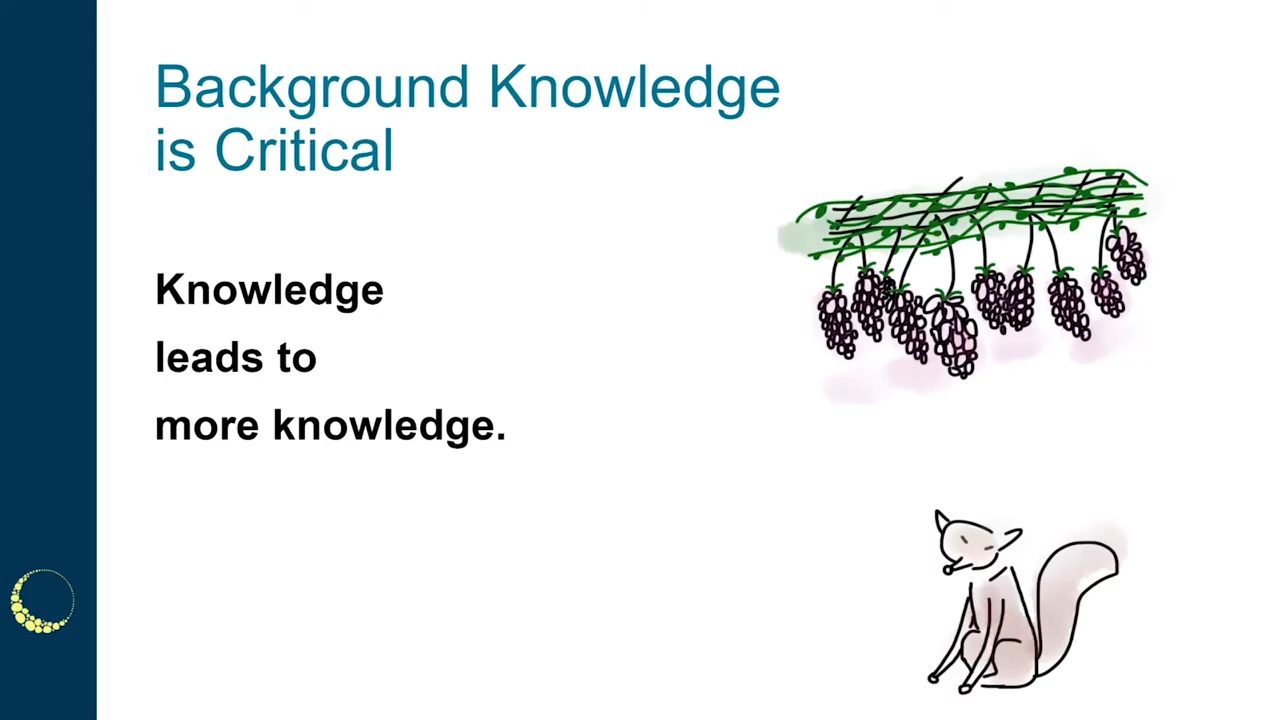 Background Knowledge
is Critical
Knowledge
leads to
more knowledge.